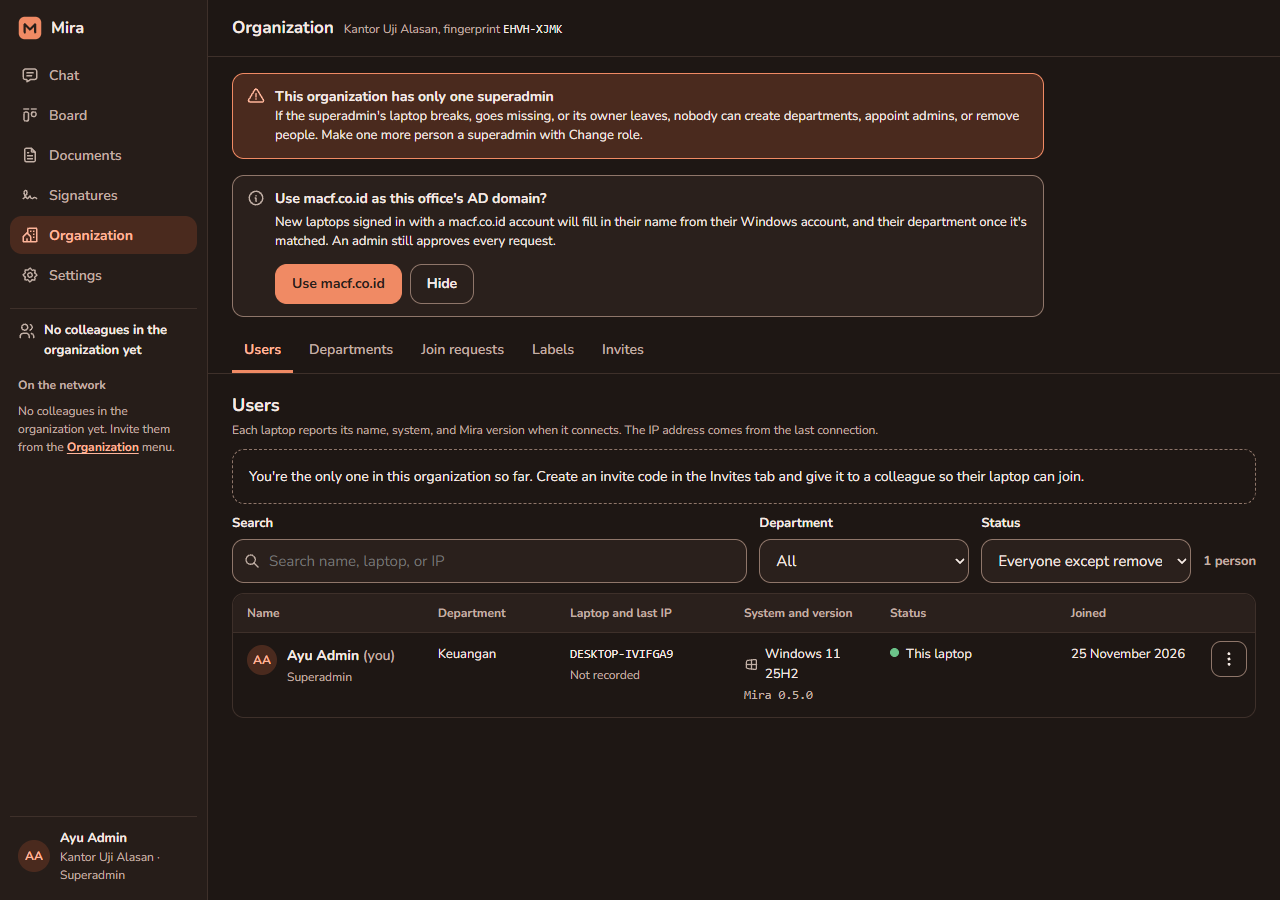 Mira
Chat
Board
Documents
Signatures
Organization
Settings
No colleagues in the
organization yet
On the network
No colleagues in the
organization yet. Invite them
from the Organization menu.
AA
Ayu Admin
Kantor Uji Alasan ·
Superadmin
Organization Kantor Uji Alasan, fingerprint EHVH-XJMK
This organization has only one superadmin
If the superadmin's laptop breaks, goes missing, or its owner leaves, nobody can create departments, appoint admins, or remove
people. Make one more person a superadmin with Change role.
Use macf.co.id as this office's AD domain?
New laptops signed in with a macf.co.id account will fill in their name from their Windows account, and their department once it's
matched. An admin still approves every request.
Use macf.co.id Hide
Users Departments Join requests Labels Invites
Users
Each laptop reports its name, system, and Mira version when it connects. The IP address comes from the last connection.
You're the only one in this organization so far. Create an invite code in the Invites tab and give it to a colleague so their laptop can join.
Search Department Status
Search name, laptop, or IP All Everyone except remove 1 person
Name Department Laptop and last IP System and version Status Joined
AA Ayu Admin (you) Keuangan DESKTOP-IVIFGA9 Windows 11 This laptop 25 November 2026
Superadmin Not recorded 25H2
Mira 0.5.0